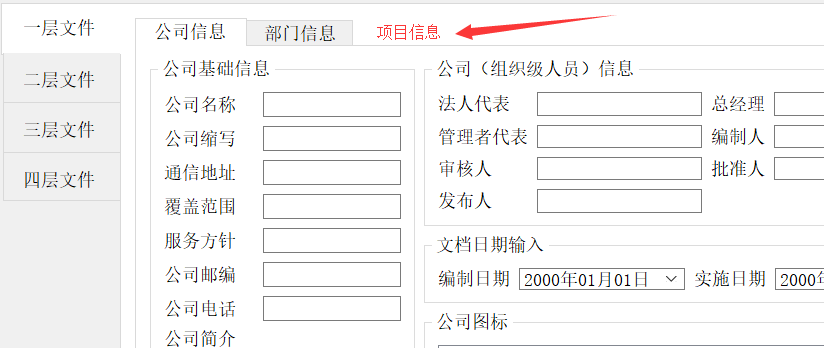 一层文件
二层文件
三层文件
四层文件
公司信息 部门信息 项目信息
公司基础信息
公司名称
公司缩写
通信地址
覆盖范围
服务方针
公司邮编
公司电话
公司简介
公司（组织级人员）信息
法人代表 总经理
管理者代表 编制人
审核人 批准人
发布人
文档日期输入
编制日期 2000年01月01日 实施日期 2000年
公司图标